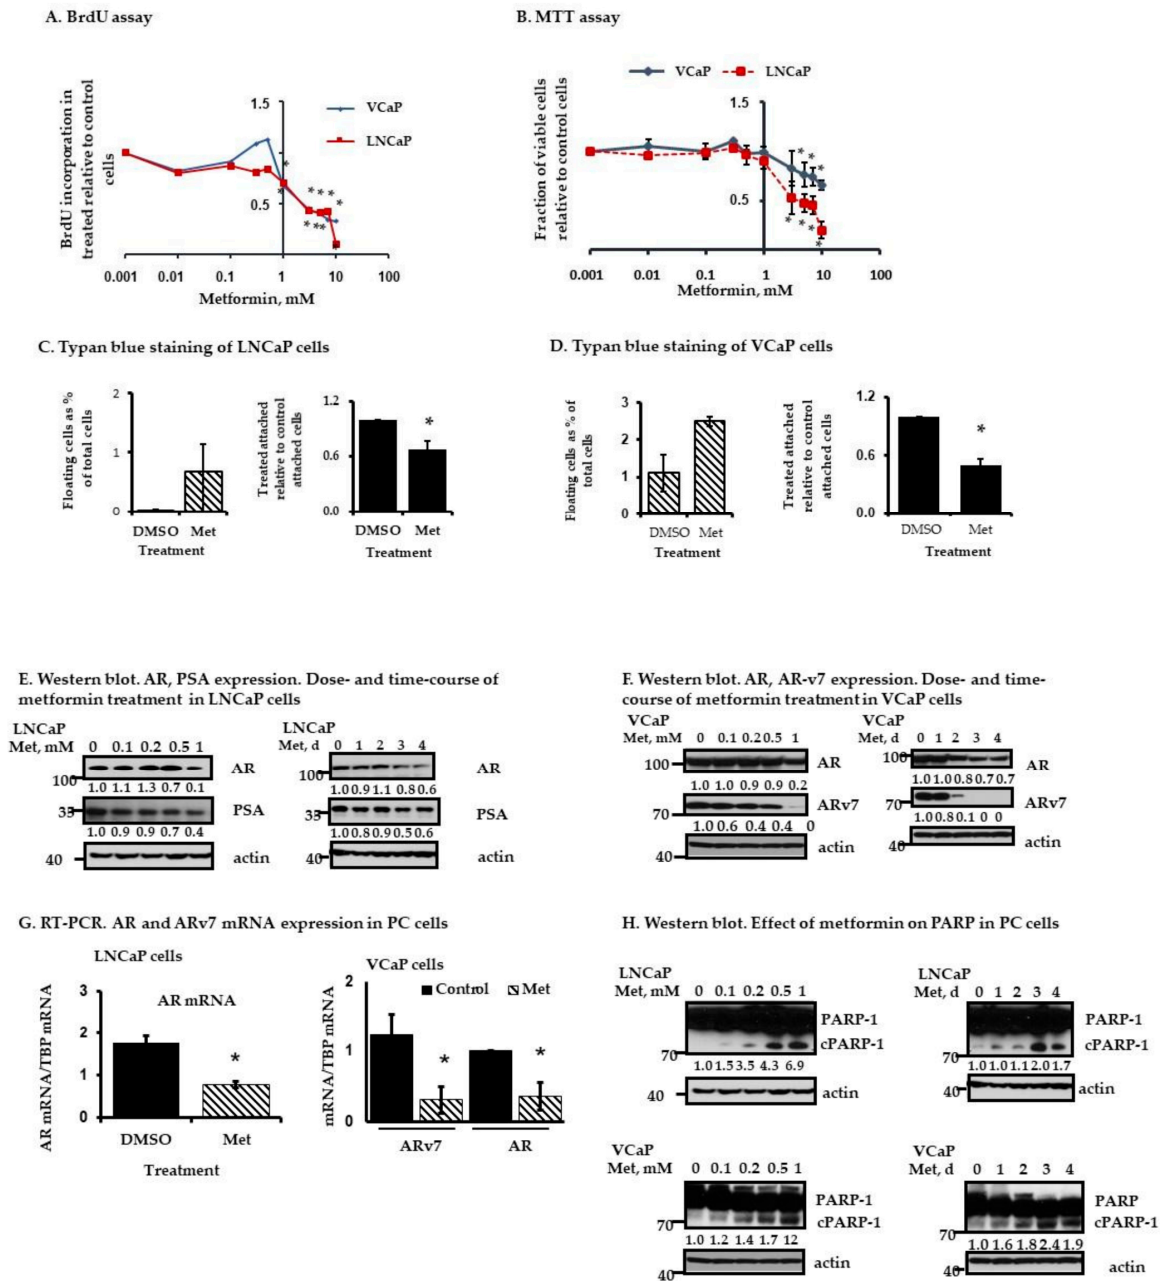 A. BrdU assay
BrdU incorporation in
treated relative to control
cells
1.5
0.5
VCaP
LNCaP
* * * * * * * * * *
0.001 0.01 0.1 1 10 100
Metformin, mM
B. MTT assay
VCaP LNCaP
Fraction of viable cells
relative to control cells
1.5
0.5
* * * * * * *
0.001 0.01 0.1 1 10 100
Metformin, mM
C. Typan blue staining of LNCaP cells
Floating cells as %
of total cells
2
1
0
DMSO Met
Treatment
Treated attached
relative to control
attached cells
1.2
0.6
0.0
*
DMSO Met
Treatment
D. Typan blue staining of VCaP cells
Floating cells as % of
total cells
3
2
1
0
DMSO Met
Treatment
Treated attached
relative to control
attached cells
1.2
0.6
0.0
*
DMSO Met
Treatment
E. Western blot. AR, PSA expression. Dose- and time-course of
metformin treatment in LNCaP cells
LNCaP
Met, mM 0 0.1 0.2 0.5 1
100 AR
1.0 1.1 1.3 0.7 0.1
33 PSA
1.0 0.9 0.9 0.7 0.4
40 actin
LNCaP
Met, d 0 1 2 3 4
100 AR
1.0 0.9 1.1 0.8 0.6
33 PSA
1.0 0.8 0.9 0.5 0.6
40 actin
F. Western blot. AR, AR-v7 expression. Dose- and time-
course of metformin treatment in VCaP cells
VCaP
Met, mM 0 0.1 0.2 0.5 1
100 AR
1.0 1.0 0.9 0.9 0.2
70 ARv7
1.0 0.6 0.4 0.4 0
40 actin
VCaP
Met, d 0 1 2 3 4
100 AR
1.0 1.0 0.8 0.7 0.7
70 ARv7
1.0 0.8 0.1 0 0
40 actin
G. RT-PCR. AR and ARv7 mRNA expression in PC cells
LNCaP cells
AR mRNA/TBP mRNA
3
2
1
0
AR mRNA
*
DMSO Met
Treatment
VCaP cells
mRNA/TBP mRNA
2
1
0
Control Met
* *
ARv7 AR
H. Western blot. Effect of metformin on PARP in PC cells
LNCaP
Met, mM 0 0.1 0.2 0.5 1
PARP-1
cPARP-1
70
1.0 1.5 3.5 4.3 6.9
40 actin
LNCaP
Met, d 0 1 2 3 4
PARP-1
cPARP-1
70
1.0 1.0 1.1 2.0 1.7
40 actin
VCaP
Met, mM 0 0.1 0.2 0.5 1
PARP-1
cPARP-1
70
1.0 1.2 1.4 1.7 12
40 actin
VCaP
Met, d 0 1 2 3 4
PARP
cPARP-1
70
1.0 1.6 1.8 2.4 1.9
40 actin